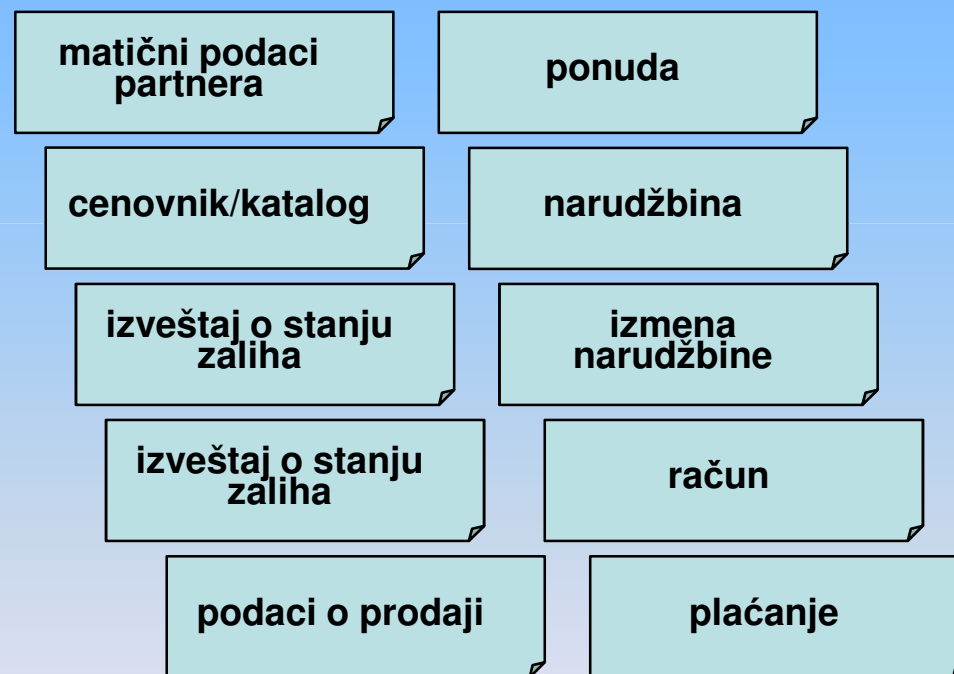 matični podaci
partnera
ponuda
cenovnik/katalog
narudžbina
izveštaj o stanju
zaliha
izmena
narudžbine
izveštaj o stanju
zaliha
račun
podaci o prodaji
plaćanje